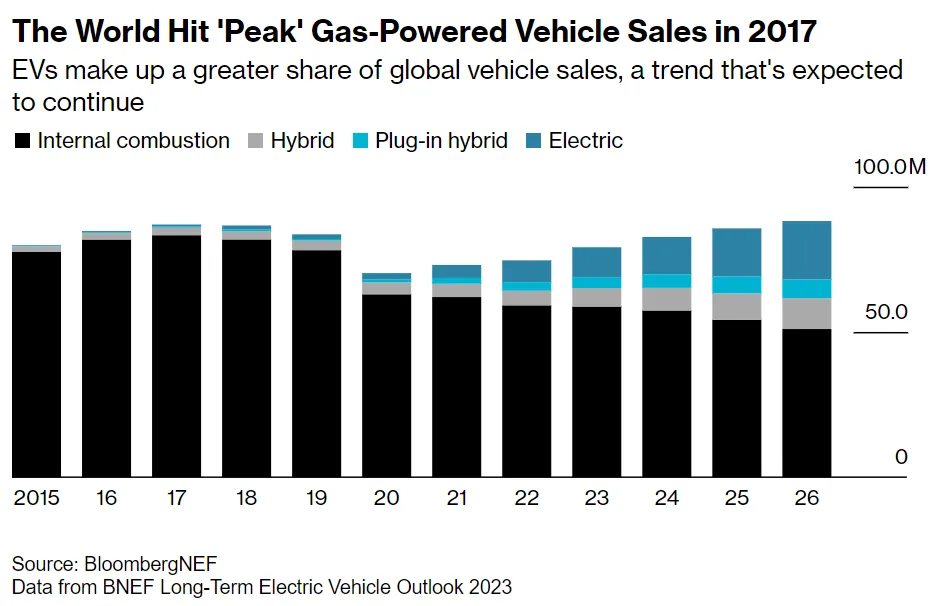 The World Hit 'Peak' Gas-Powered Vehicle Sales in 2017
EVs make up a greater share of global vehicle sales, a trend that's expected
to continue
Internal combustion Hybrid Plug-in hybrid Electric
100.0M
50.0
0
2015 16 17 18 19 20 21 22 23 24 25 26
Source: BloombergNEF
Data from BNEF Long-Term Electric Vehicle Outlook 2023